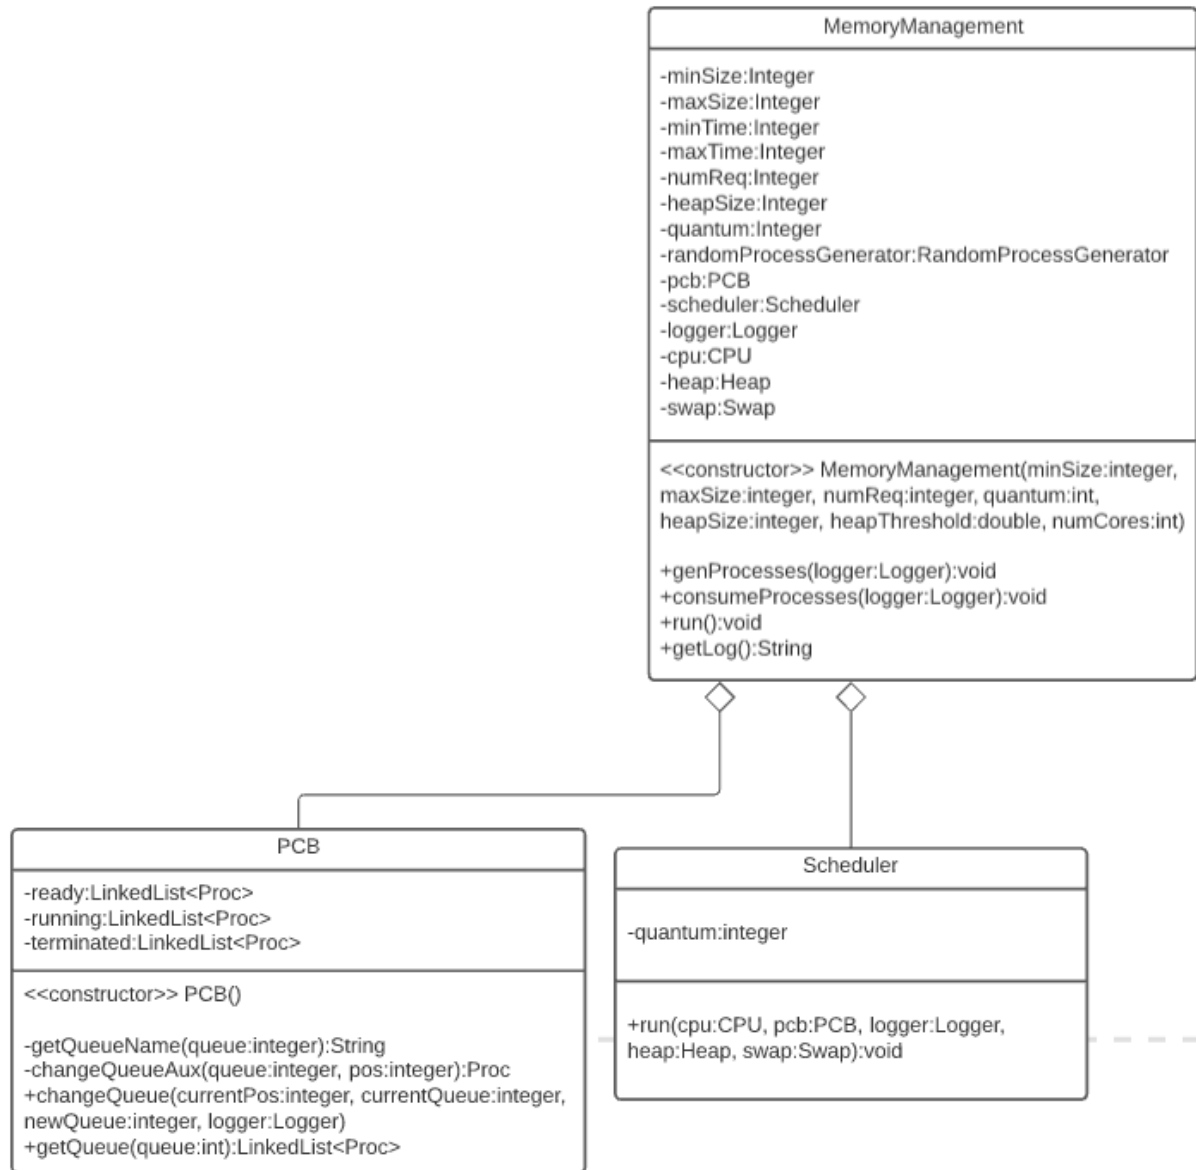 MemoryManagement
-minSize:Integer
-maxSize:Integer
-minTime:Integer
-maxTime:Integer
-numReq:Integer
-heapSize:Integer
-quantum:Integer
-randomProcessGenerator:RandomProcessGenerator
-pcb:PCB
-scheduler:Scheduler
-logger:Logger
-cpu:CPU
-heap:Heap
-swap:Swap
<<constructor>> MemoryManagement(minSize:integer,
maxSize:integer, numReq:integer, quantum:int,
heapSize:integer, heapThreshold:double, numCores:int)
+genProcesses(logger:Logger):void
+consumeProcesses(logger:Logger):void
+run():void
+getLog():String
PCB
-ready:LinkedList<Proc>
-running:LinkedList<Proc>
-terminated:LinkedList<Proc>
<<constructor>> PCB()
-getQueueName(queue:integer):String
-changeQueueAux(queue:integer, pos:integer):Proc
+changeQueue(currentPos:integer, currentQueue:integer,
newQueue:integer, logger:Logger)
+getQueue(queue:int):LinkedList<Proc>
Scheduler
-quantum:integer
+run(cpu:CPU, pcb:PCB, logger:Logger,
heap:Heap, swap:Swap):void